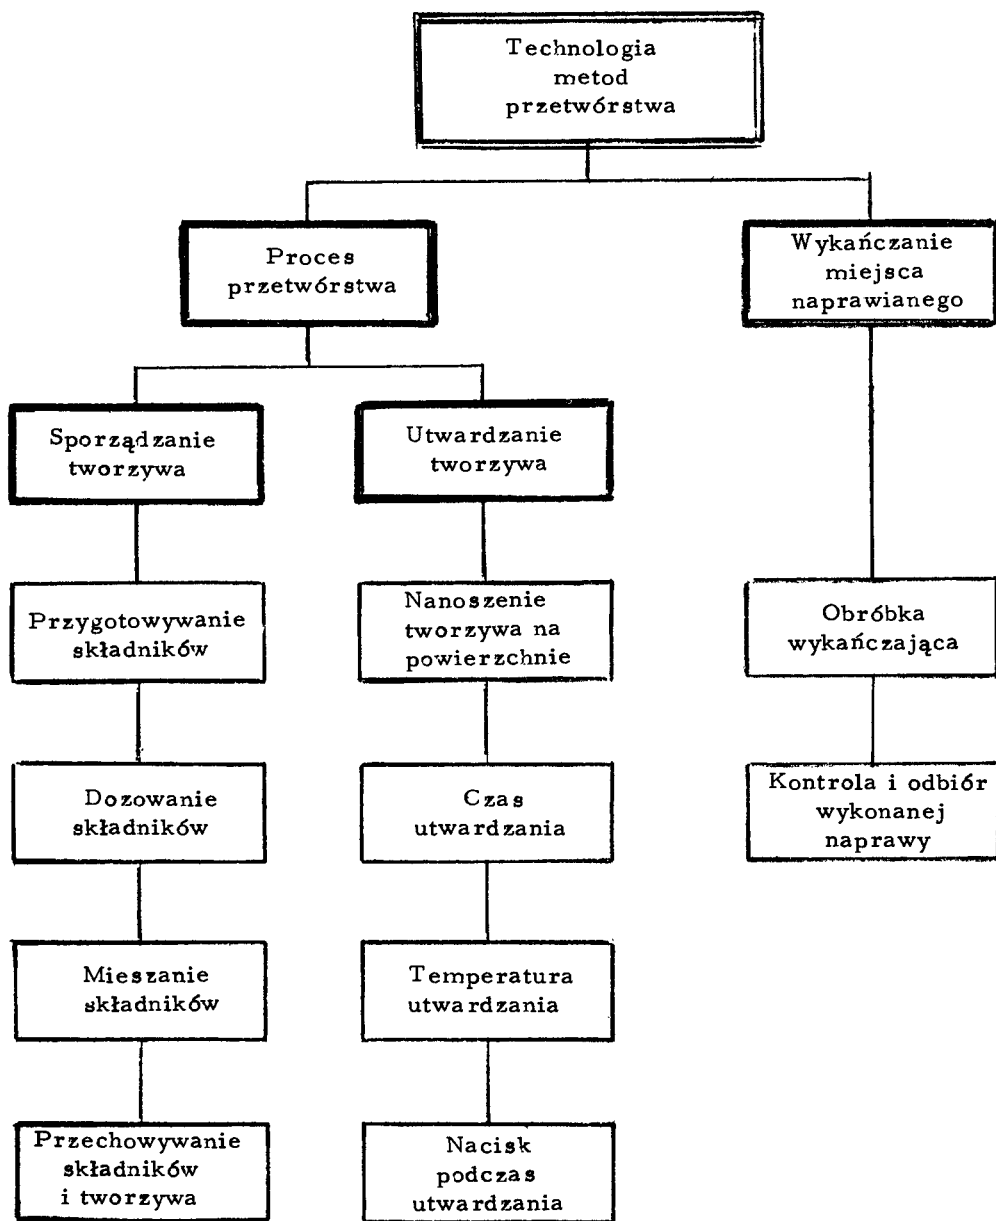 Technologia
metod
przetwórstwa
Proces
przetwórstwa
Wykańczanie
miejsca
naprawianego
Sporządzanie
tworzywa
Utwardzanie
tworzywa
Przygotowywanie
składników
Nanoszenie
tworzywa na
powierzchnie
Obróbka
wykańczająca
Dozowanie
składników
Czas
utwardzania
Kontrola i odbiór
wykonanej
naprawy
Mieszanie
składników
Temperatura
utwardzania
Przechowywanie
składników
i tworzywa
Nacisk
podczas
utwardzania